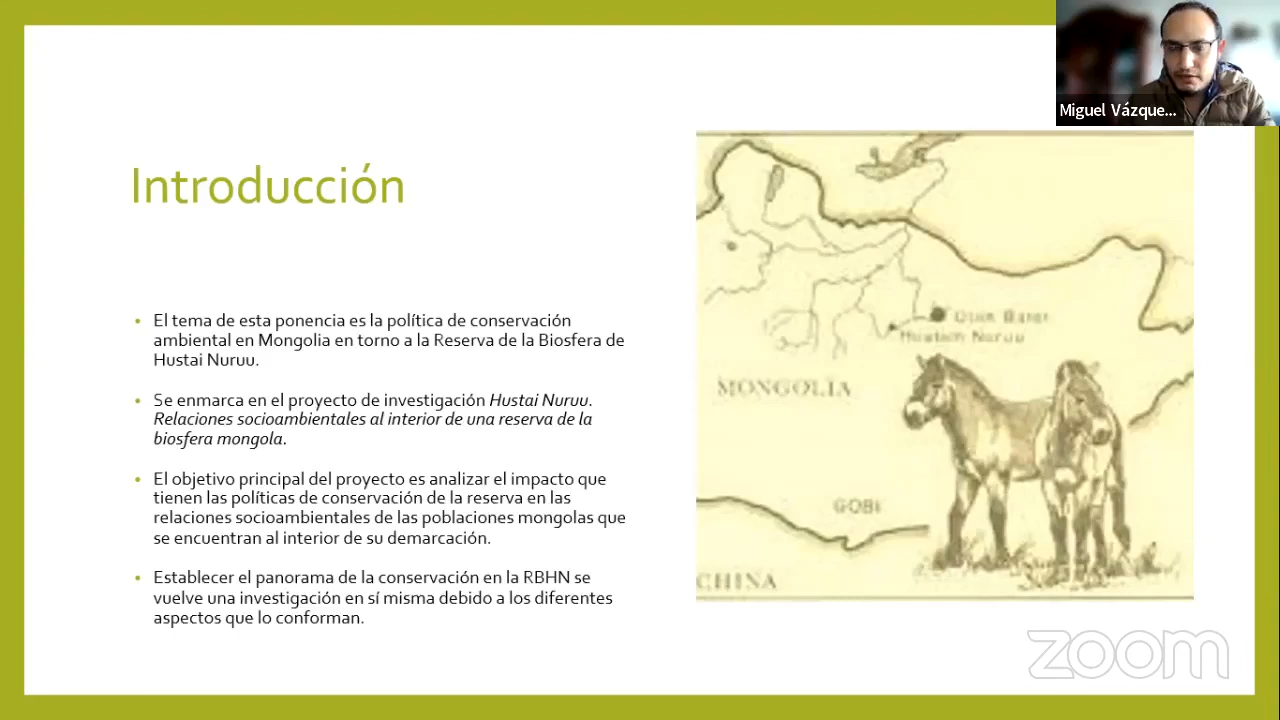 Miguel Vázque...
Introducción
• El tema de esta ponencia es la política de conservación
ambiental en Mongolia en torno a la Reserva de la Biosfera de
Hustai Nuruu.
• Se enmarca en el proyecto de investigación Hustai Nuruu.
Relaciones socioambientales al interior de una reserva de la
biosfera mongola.
• El objetivo principal del proyecto es analizar el impacto que
tienen las políticas de conservación de la reserva en las
relaciones socioambientales de las poblaciones mongolas que
se encuentran al interior de su demarcación.
• Establecer el panorama de la conservación en la RBHN se
vuelve una investigación en sí misma debido a los diferentes
aspectos que lo conforman.
Nuruu
MONGOLIA
GOBI
CHINA
zoom